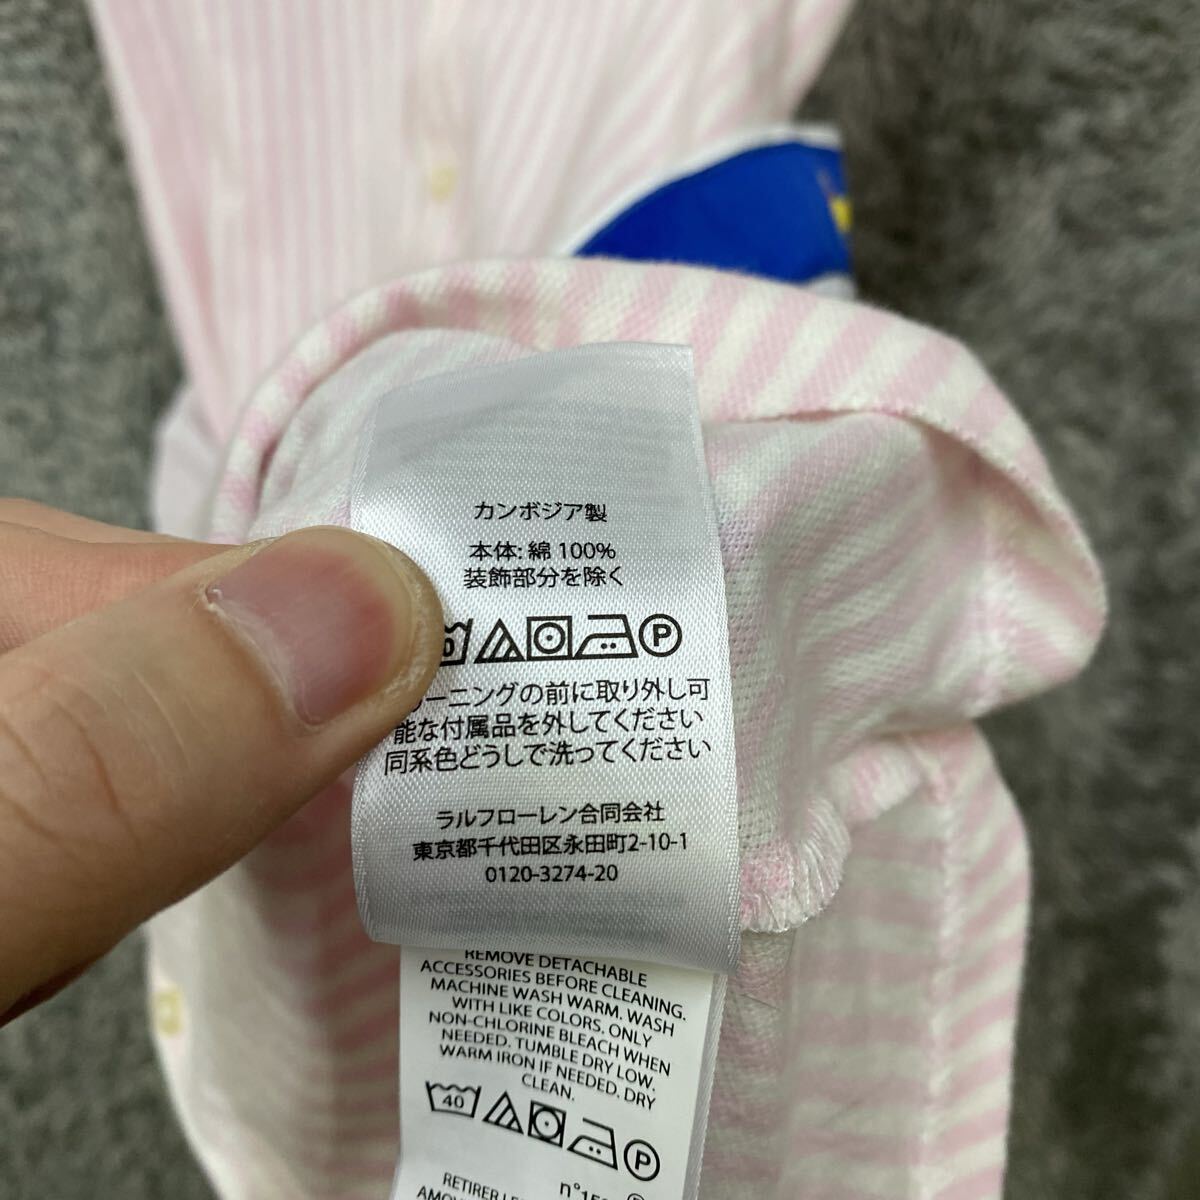 カンボジア製
本体: 綿 100%
装飾部分を除く
P
ーニングの前に取り外し可
能な付属品を外してください
同系色どうしで洗ってください
ラルフローレン合同会社
東京都千代田区永田町2-10-1
0120-3274-20
REMOVE DETACHABLE
ACCESSORIES BEFORE CLEANING.
MACHINE WASH WARM. WASH
WITH LIKE COLORS. ONLY
NON-CHLORINE BLEACH WHEN
NEEDED. TUMBLE DRY LOW.
WARM IRON IF NEEDED. DRY
CLEAN.
40 P
RETIRER